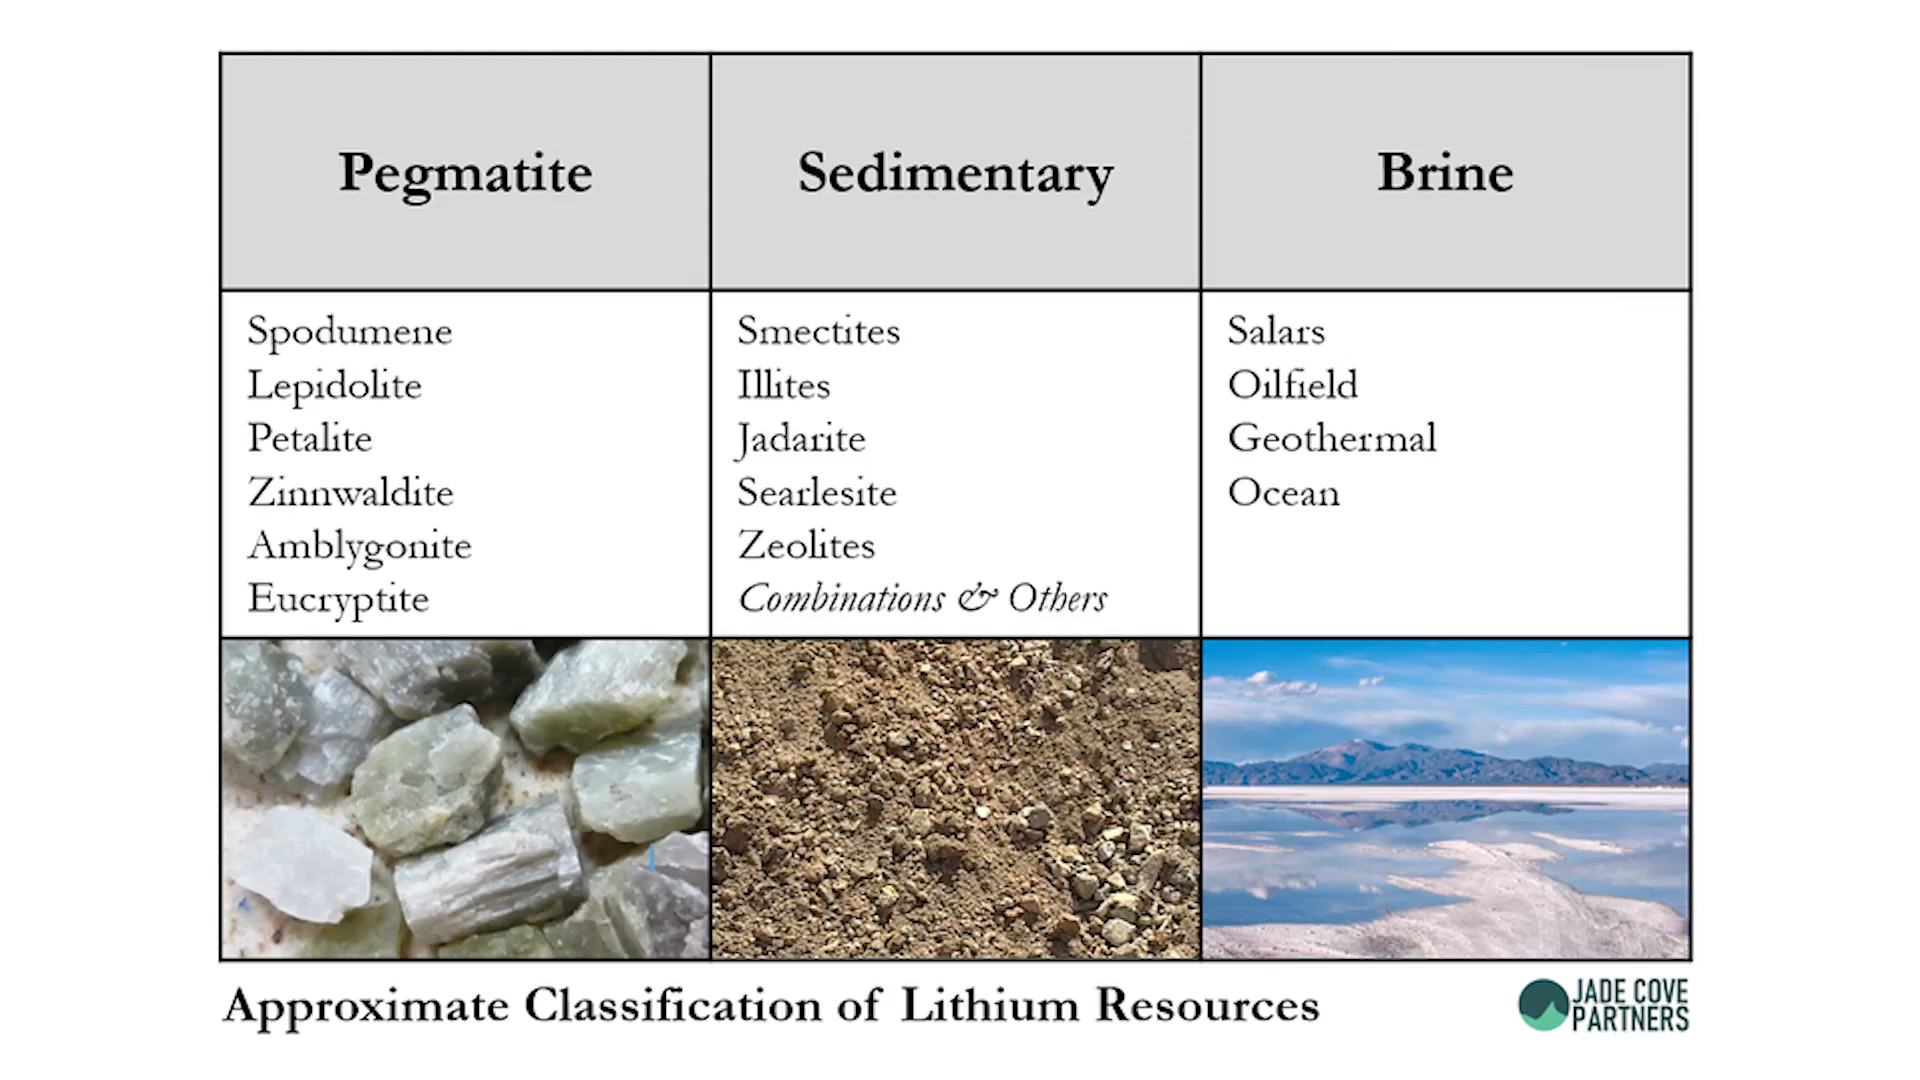 Pegmatite
Sedimentary
Brine
Spodumene
Lepidolite
Petalite
Zinnwaldite
Amblygonite
Eucryptite
Smectites
Illites
Jadarite
Searlesite
Zeolites
Combinations & Others
Salars
Oilfield
Geothermal
Ocean
Approximate Classification of Lithium Resources
JADE COVE
PARTNERS